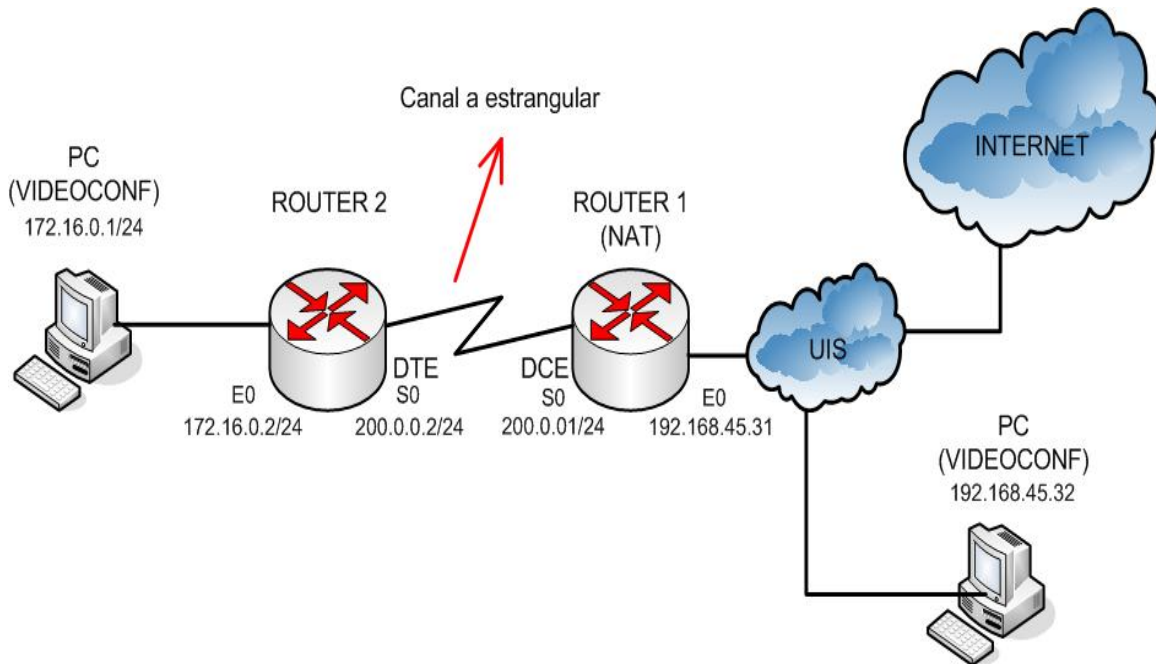 Canal a estrangular
INTERNET
PC
(VIDEOCONF)
172.16.0.1/24
ROUTER 2
ROUTER 1
(NAT)
UIS
DTE
DCE
E0
S0
S0
E0
172.16.0.2/24
200.0.0.2/24
200.0.01/24
192.168.45.31
PC
(VIDEOCONF)
192.168.45.32